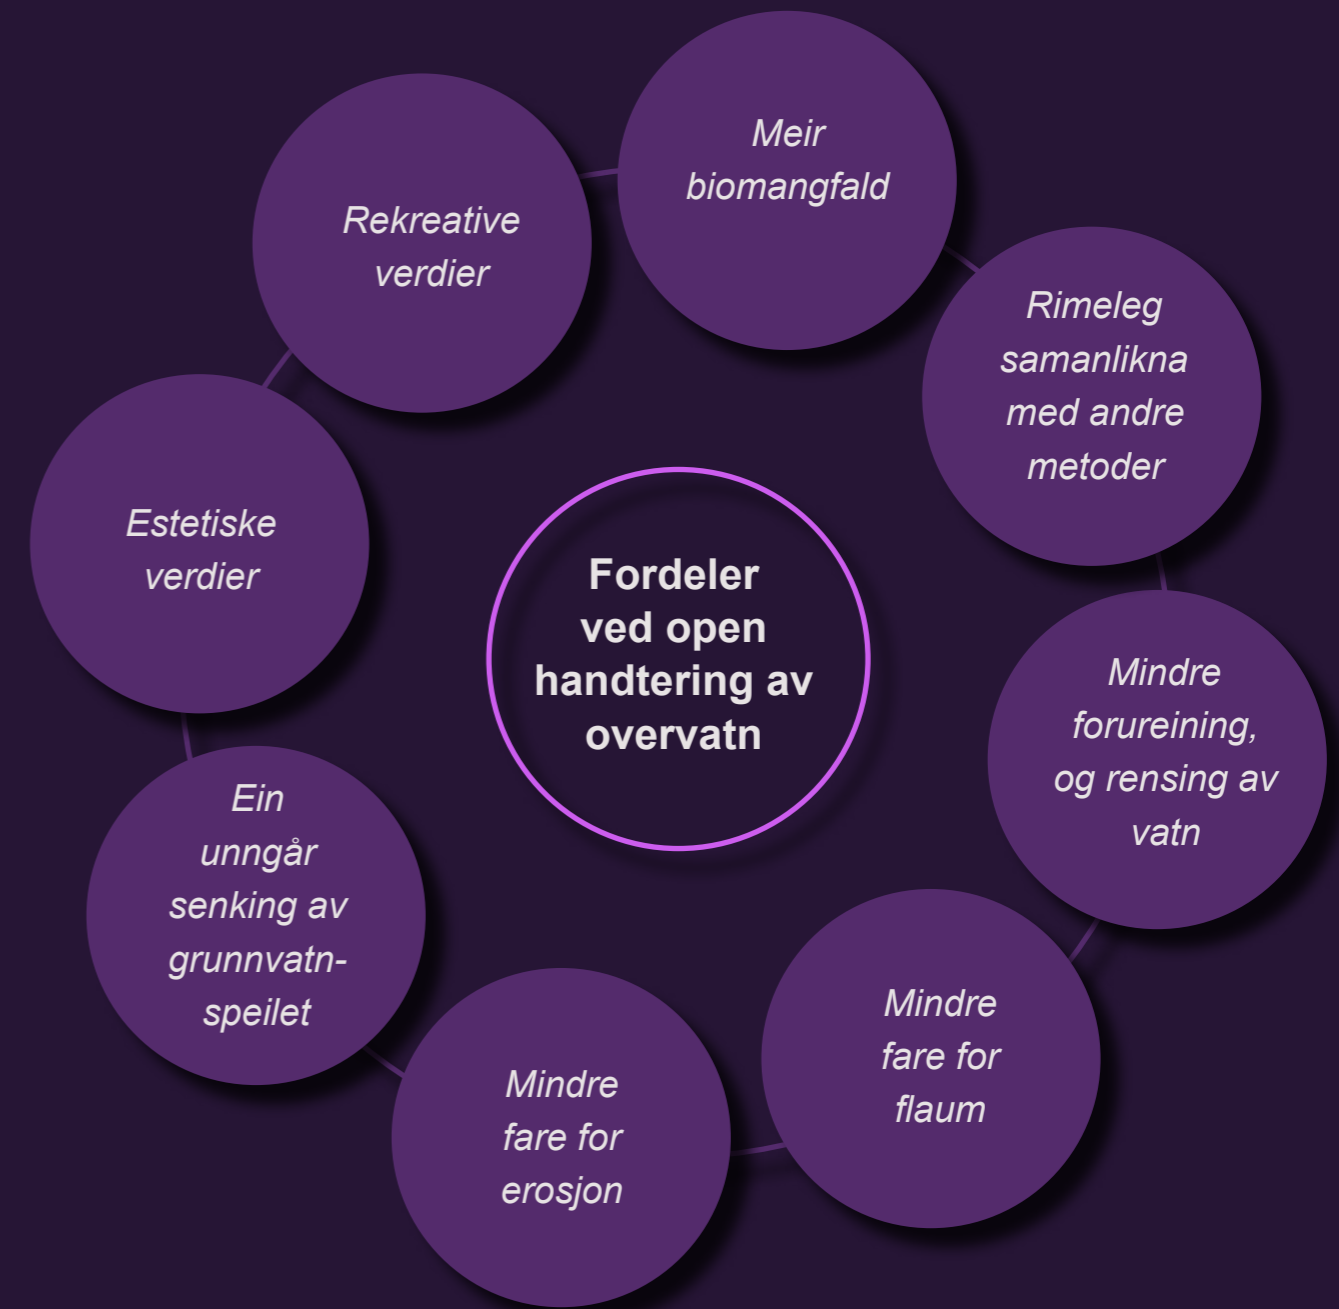 Meir
biomangfald
Rekreative
verdier
Rimeleg
samanlikna
med andre
metoder
Estetiske
verdier
Fordeler
ved open
handtering av
overvatn
Mindre
forureining,
og rensing av
vatn
Ein
unngår
senking av
grunnvatn-
speilet
Mindre
fare for
flaum
Mindre
fare for
erosjon